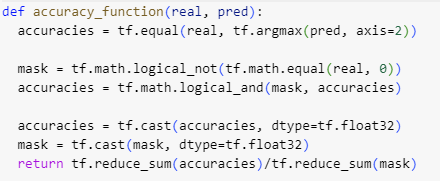 def accuracy_function(real, pred):
  accuracies = tf.equal(real, tf.argmax(pred, axis=2))

  mask = tf.math.logical_not(tf.math.equal(real, 0))
  accuracies = tf.math.logical_and(mask, accuracies)

  accuracies = tf.cast(accuracies, dtype=tf.float32)
  mask = tf.cast(mask, dtype=tf.float32)
  return tf.reduce_sum(accuracies)/tf.reduce_sum(mask)